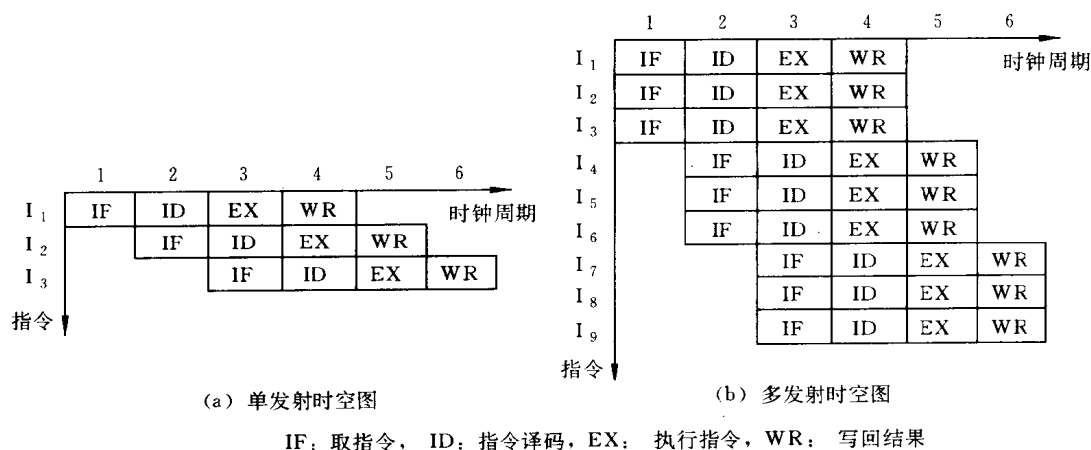 1 2 3 4 5 6
时钟周期
I1 IF ID EX WR
I2 IF ID EX WR
I3 IF ID EX WR
指令
(a) 单发射时空图
1 2 3 4 5 6
时钟周期
I1 IF ID EX WR
I2 IF ID EX WR
I3 IF ID EX WR
I4 IF ID EX WR
I5 IF ID EX WR
I6 IF ID EX WR
I7 IF ID EX WR
I8 IF ID EX WR
I9 IF ID EX WR
指令
(b) 多发射时空图
IF: 取指令, ID: 指令译码, EX: 执行指令, WR: 写回结果